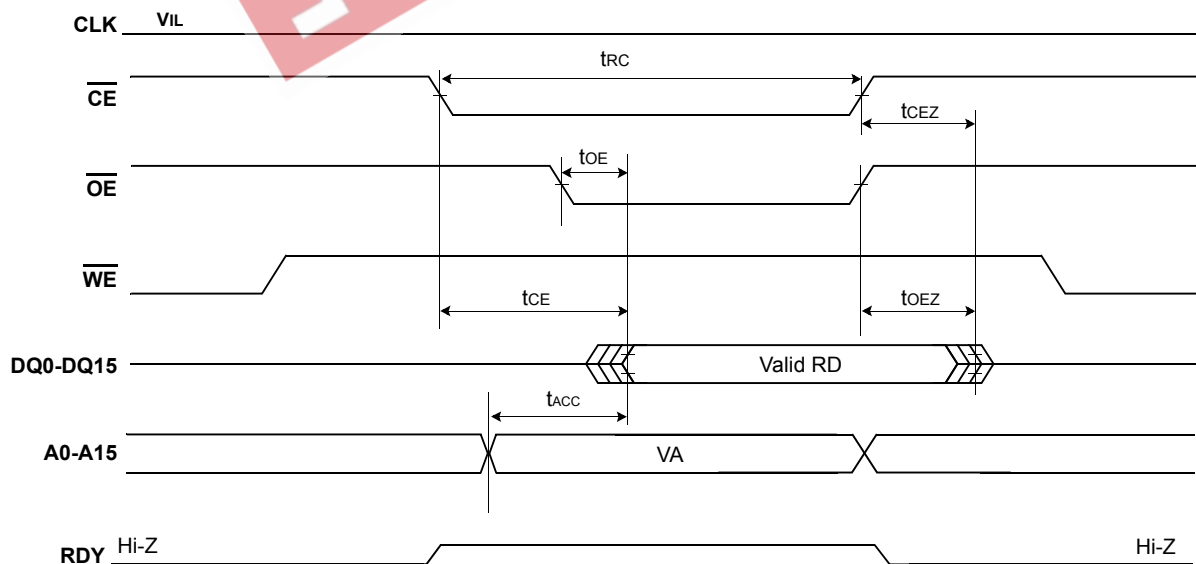 CLK VIL
tRC
CE
tCEZ
tOE
OE
WE
tCE
tOEZ
DQ0-DQ15
Valid RD
tACC
A0-A15
VA
RDY Hi-Z
Hi-Z